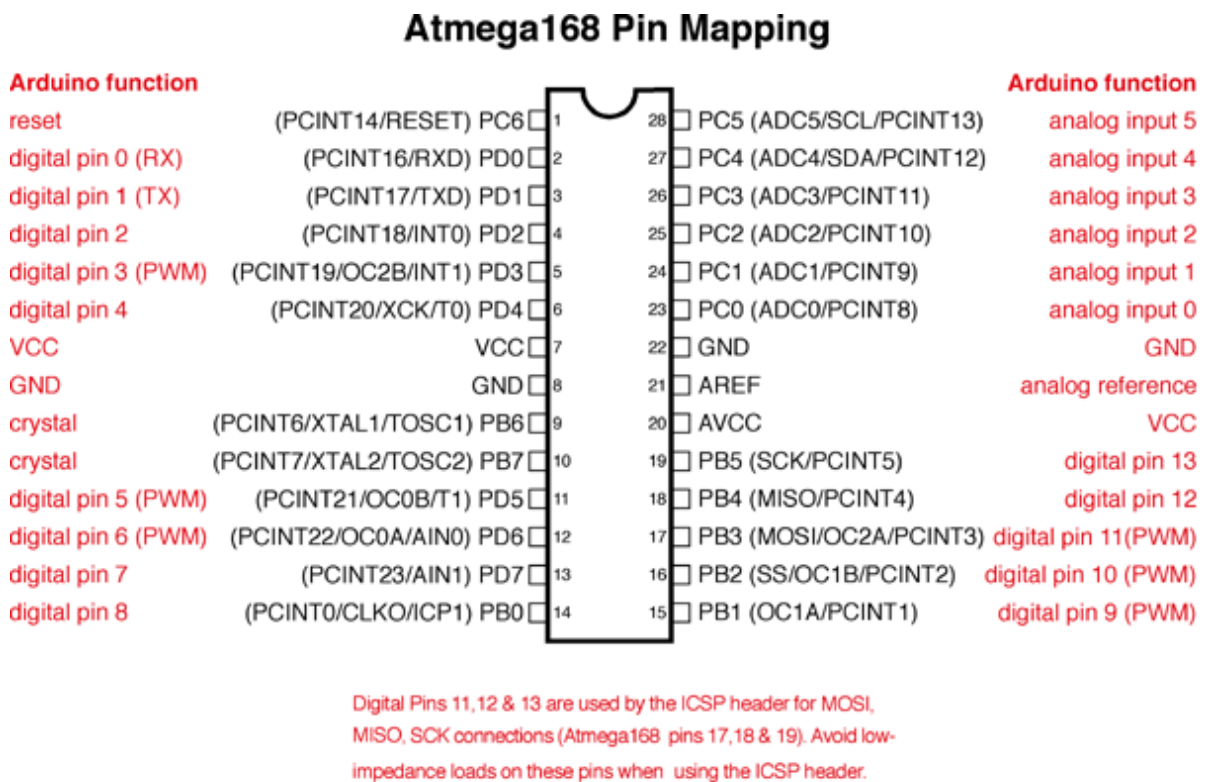 Atmega168 Pin Mapping
Arduino function Arduino function
reset (PCINT14/RESET) PC6 1 28 PC5 (ADC5/SCL/PCINT13) analog input 5
digital pin 0 (RX) (PCINT16/RXD) PD0 2 27 PC4 (ADC4/SDA/PCINT12) analog input 4
digital pin 1 (TX) (PCINT17/TXD) PD1 3 26 PC3 (ADC3/PCINT11) analog input 3
digital pin 2 (PCINT18/INT0) PD2 4 25 PC2 (ADC2/PCINT10) analog input 2
digital pin 3 (PWM) (PCINT19/OC2B/INT1) PD3 5 24 PC1 (ADC1/PCINT9) analog input 1
digital pin 4 (PCINT20/XCK/T0) PD4 6 23 PC0 (ADC0/PCINT8) analog input 0
VCC VCC 7 22 GND GND
GND GND 8 21 AREF analog reference
crystal (PCINT6/XTAL1/TOSC1) PB6 9 20 AVCC VCC
crystal (PCINT7/XTAL2/TOSC2) PB7 10 19 PB5 (SCK/PCINT5) digital pin 13
digital pin 5 (PWM) (PCINT21/OC0B/T1) PD5 11 18 PB4 (MISO/PCINT4) digital pin 12
digital pin 6 (PWM) (PCINT22/OC0A/AIN0) PD6 12 17 PB3 (MOSI/OC2A/PCINT3) digital pin 11(PWM)
digital pin 7 (PCINT23/AIN1) PD7 13 16 PB2 (SS/OC1B/PCINT2) digital pin 10 (PWM)
digital pin 8 (PCINT0/CLKO/ICP1) PB0 14 15 PB1 (OC1A/PCINT1) digital pin 9 (PWM)
Digital Pins 11,12 & 13 are used by the ICSP header for MOSI,
MISO, SCK connections (Atmega168 pins 17,18 & 19). Avoid low-
impedance loads on these pins when using the ICSP header.